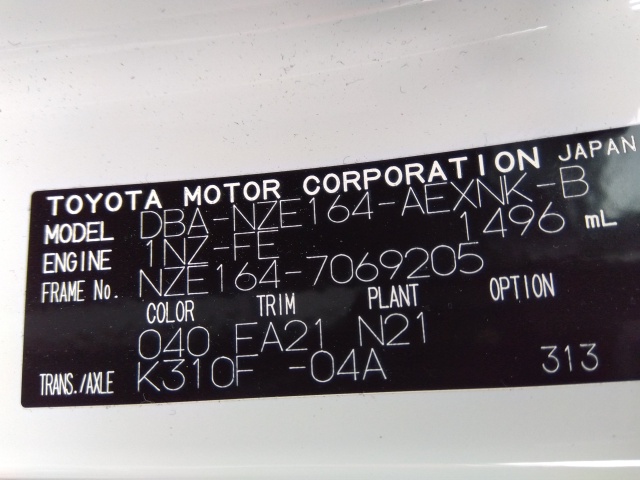 TOYOTA MOTOR CORPORATION JAPAN
MODEL DBA-NZE164-AEXNK-B
ENGINE 1NZ-FE 1496 mL
FRAME No. NZE164-7069205
COLOR TRIM PLANT OPTION
040 EA21 N21
TRANS./AXLE K310F -04A 313